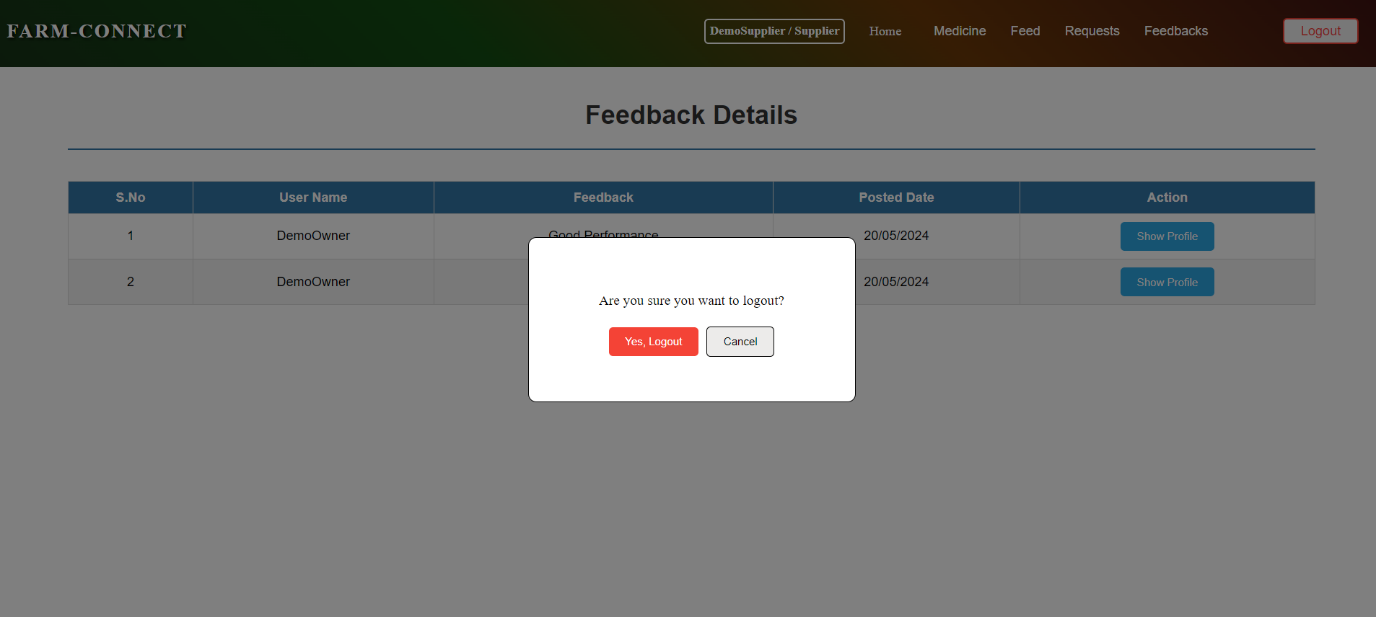 FARM-CONNECT
DemoSupplier / Supplier Home Medicine Feed Requests Feedbacks Logout
Feedback Details
S.No User Name Feedback Posted Date Action
1 DemoOwner Good Performance 20/05/2024 Show Profile
2 DemoOwner 20/05/2024 Show Profile
Are you sure you want to logout?
Yes, Logout Cancel